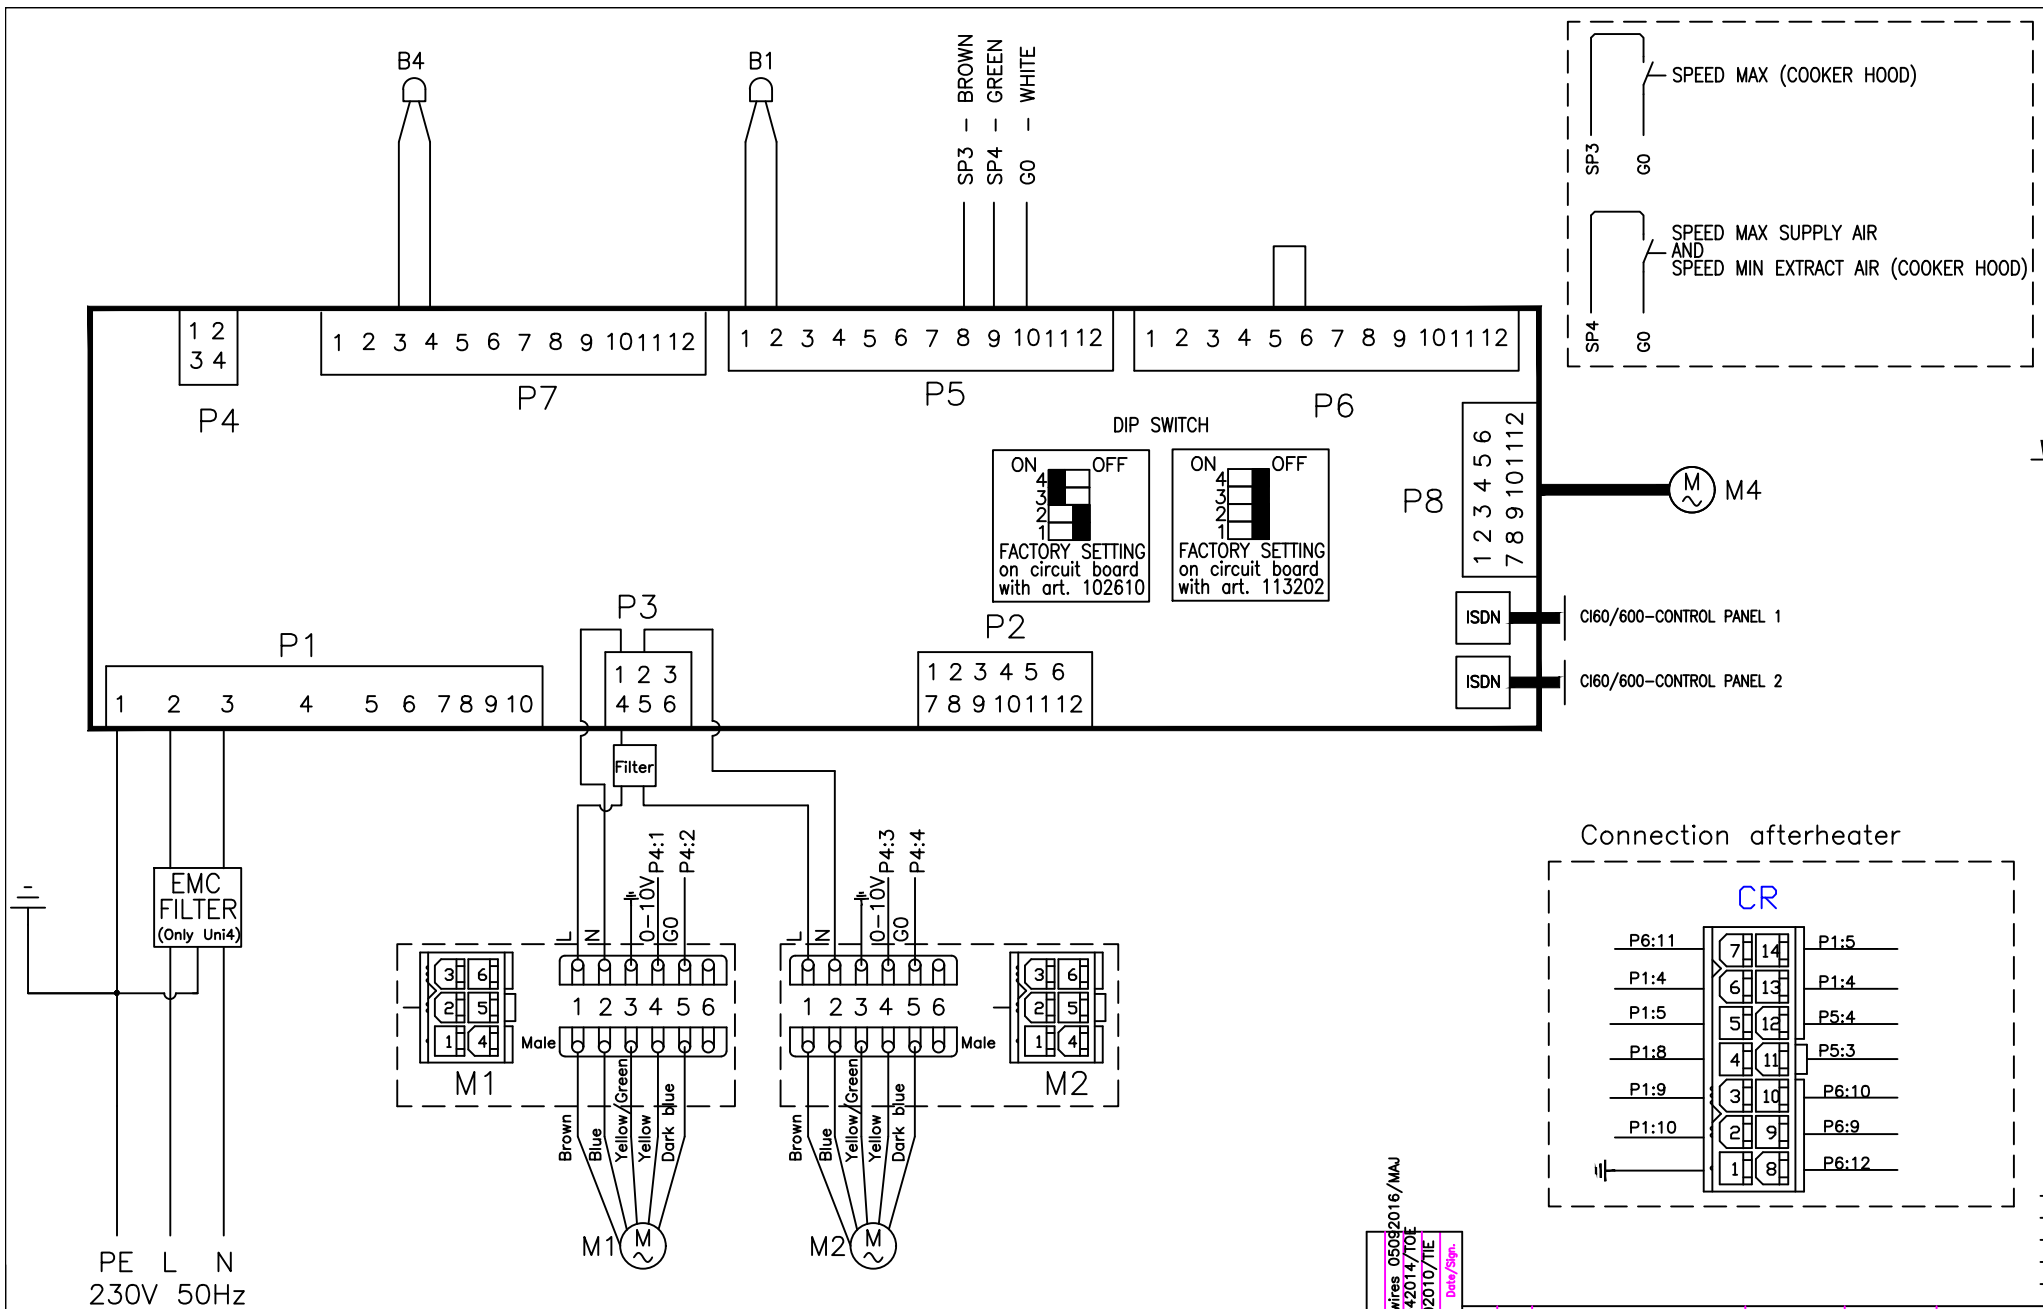 B4
B1
SP3 - BROWN
SP4 - GREEN
G0 - WHITE
SPEED MAX (COOKER HOOD)
SP3
G0
SPEED MAX SUPPLY AIR
AND
SPEED MIN EXTRACT AIR (COOKER HOOD)
SP4
G0
1 2
3 4
P4
1 2 3 4 5 6 7 8 9 10 11 12
P7
1 2 3 4 5 6 7 8 9 10 11 12
P5
1 2 3 4 5 6 7 8 9 10 11 12
P6
DIP SWITCH
ON OFF
4
3
2
1
FACTORY SETTING
on circuit board
with art. 102610
ON OFF
4
3
2
1
FACTORY SETTING
on circuit board
with art. 113202
P8
1 2 3 4 5 6
7 8 9 10 11 12
M
M4
ISDN
CI60/600-CONTROL PANEL 1
ISDN
CI60/600-CONTROL PANEL 2
P1
1 2 3 4 5 6 7 8 9 10
P3
1 2 3
4 5 6
P2
1 2 3 4 5 6
7 8 9 10 11 12
Filter
EMC
FILTER
(Only Uni4)
L
N
0-10V
P4:1
G0
P4:2
L
N
0-10V
P4:3
G0
P4:4
3 6
2 5
1 4
Male
M1
1 2 3 4 5 6
1 2 3 4 5 6
3 6
2 5
1 4
Male
M2
Brown
Blue
Yellow/Green
Yellow
Dark blue
Brown
Blue
Yellow/Green
Yellow
Dark blue
M1
M
M2
M
PE L N
230V 50Hz
Connection afterheater
CR
P6:11 7 14 P1:5
P1:4 6 13 P1:4
P1:5 5 12 P5:4
P1:8 4 11 P5:3
P1:9 3 10 P6:10
P1:10 2 9 P6:9
1 8 P6:12
wires 05092016/MAJ
42014/TOE
02010/TIE
Date/Sign.